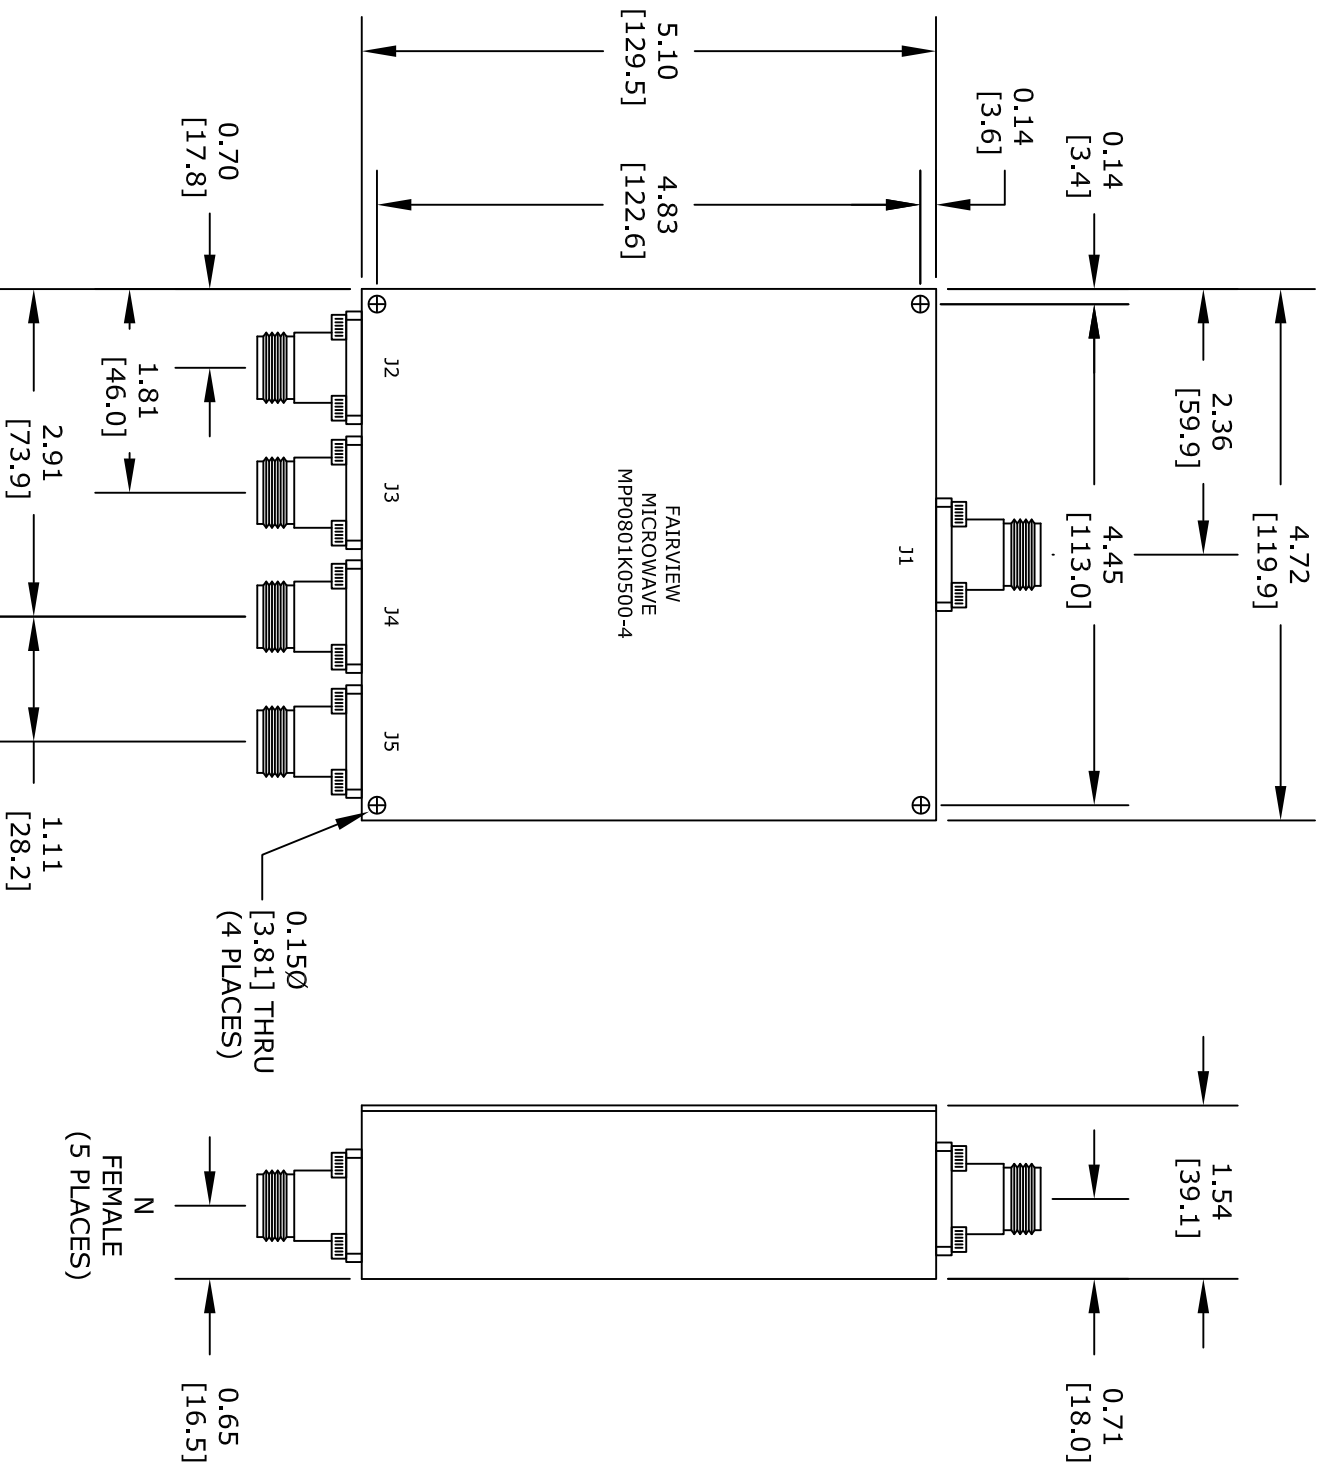 4.72
[119.9]
2.36
[59.9]
0.14
[3.4]
4.45
[113.0]
0.14
[3.6]
5.10
[129.5]
4.83
[122.6]
J1
FAIRVIEW
MICROWAVE
MPP0801K0500-4
J2
J3
J4
J5
0.70
[17.8]
1.81
[46.0]
2.91
[73.9]
1.11
[28.2]
0.15Ø
[3.81] THRU
(4 PLACES)
1.54
[39.1]
0.71
[18.0]
N
FEMALE
(5 PLACES)
0.65
[16.5]